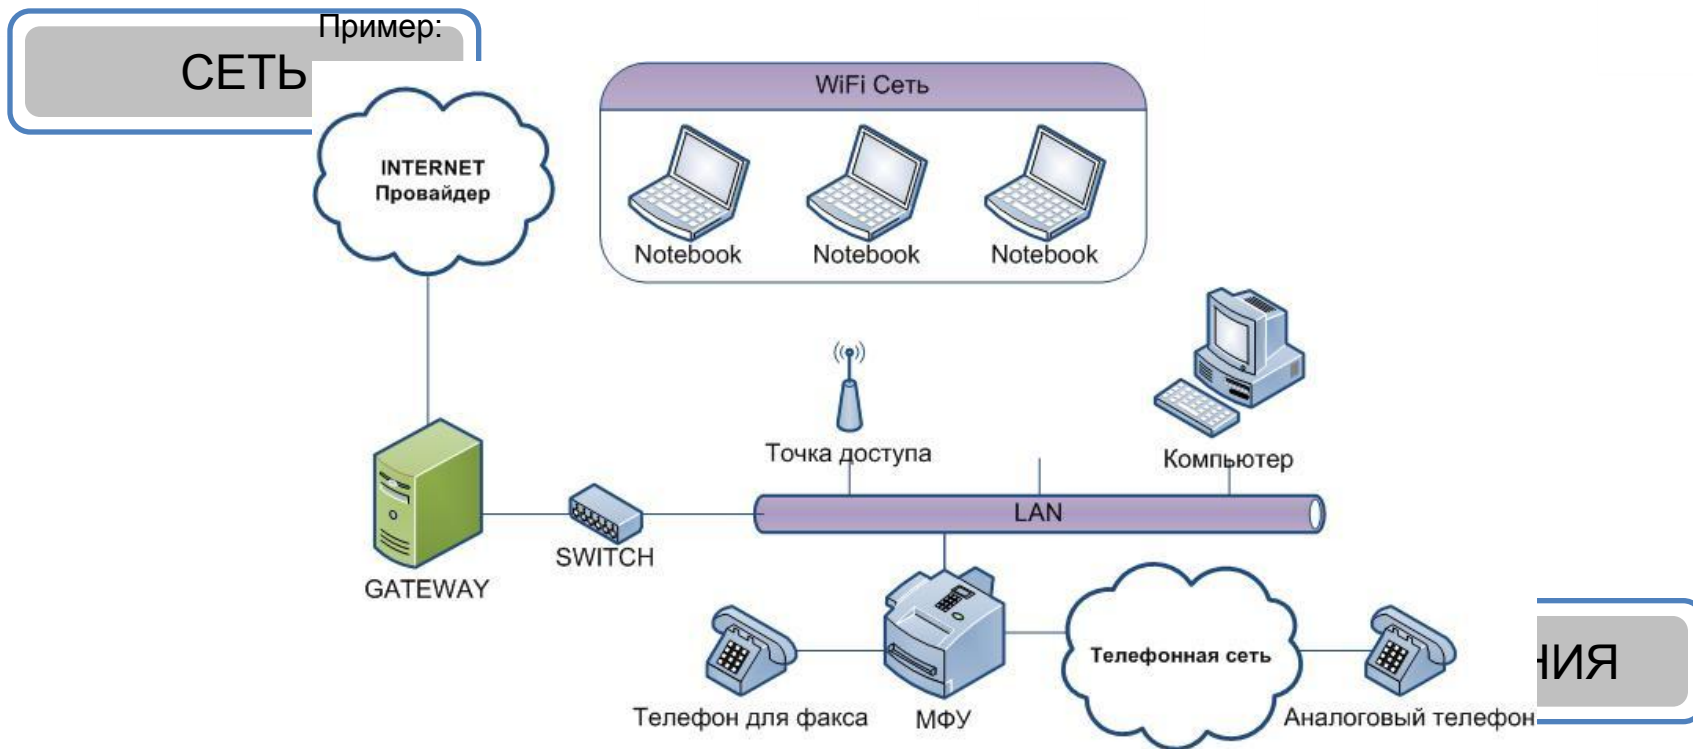 Пример:
СЕТЬ
WiFi Сеть
INTERNET
Провайдер
Notebook
Notebook
Notebook
Точка доступа
Компьютер
LAN
SWITCH
GATEWAY
Телефонная сеть
НИЯ
Телефон для факса
МФУ
Аналоговый телефон